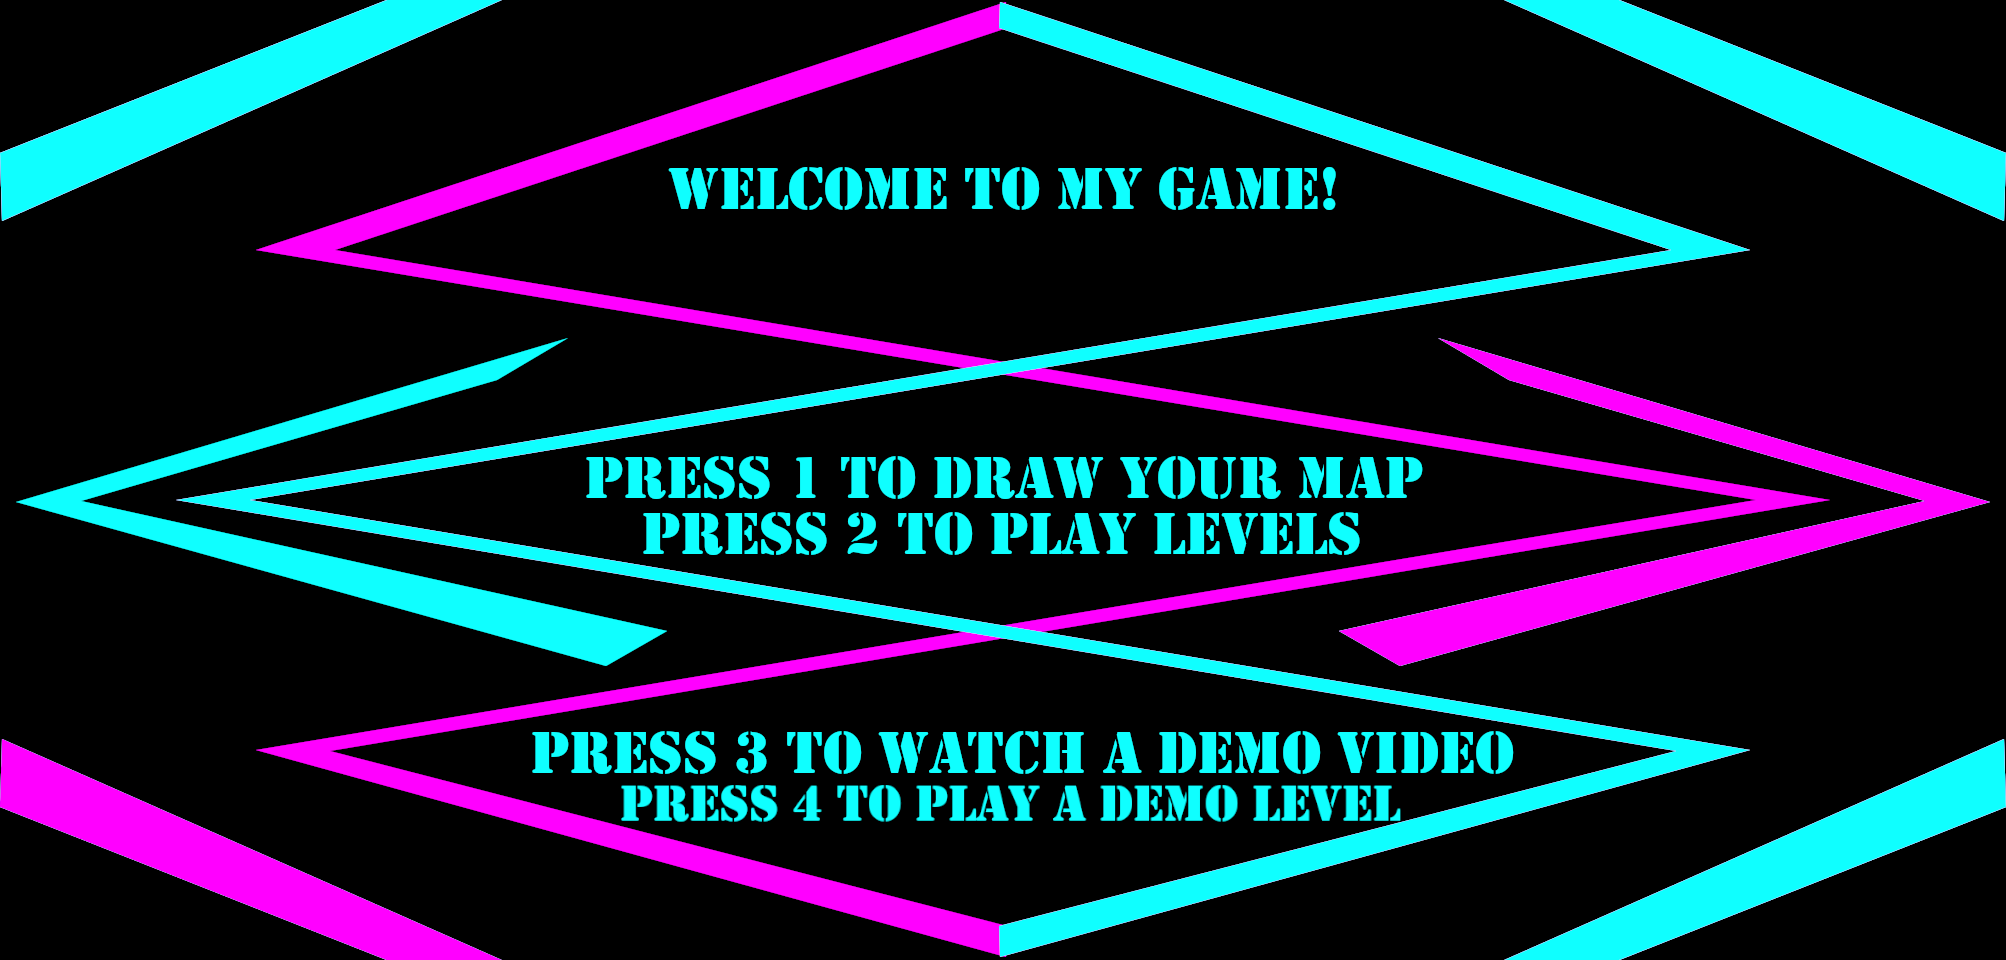 WELCOME TO MY GAME!
PRESS 1 TO DRAW YOUR MAP
PRESS 2 TO PLAY LEVELS
PRESS 3 TO WATCH A DEMO VIDEO
PRESS 4 TO PLAY A DEMO LEVEL